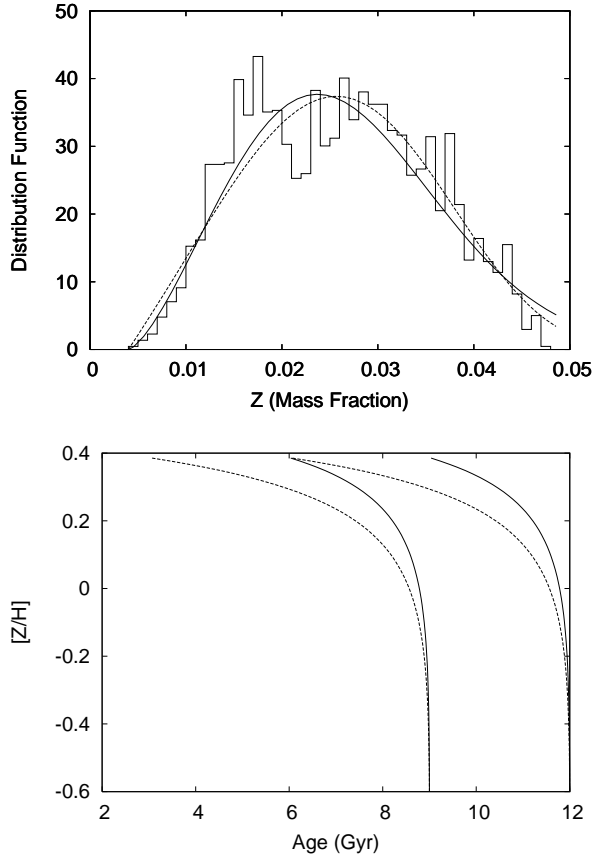 50
40
30
20
10
0
Distribution Function
0 0.01 0.02 0.03 0.04 0.05
Z (Mass Fraction)
0.4
0.2
0
-0.2
-0.4
-0.6
[Z/H]
2 4 6 8 10 12
Age (Gyr)